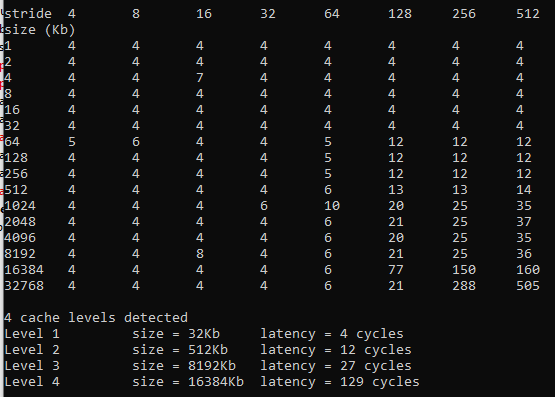 stride 4 8 16 32 64 128 256 512
size (Kb)
1 4 4 4 4 4 4 4 4
2 4 4 4 4 4 4 4 4
4 4 4 7 4 4 4 4 4
8 4 4 4 4 4 4 4 4
16 4 4 4 4 4 4 4 4
32 4 4 4 4 4 4 4 4
64 5 6 4 4 5 12 12 12
128 4 4 4 4 5 12 12 12
256 4 4 4 4 5 12 12 12
512 4 4 4 4 6 13 13 14
1024 4 4 4 6 10 20 25 35
2048 4 4 4 4 6 21 25 37
4096 4 4 4 4 6 20 25 35
8192 4 4 8 4 6 21 25 36
16384 4 4 4 4 6 77 150 160
32768 4 4 4 4 6 21 288 505
4 cache levels detected
Level 1 size = 32Kb latency = 4 cycles
Level 2 size = 512Kb latency = 12 cycles
Level 3 size = 8192Kb latency = 27 cycles
Level 4 size = 16384Kb latency = 129 cycles